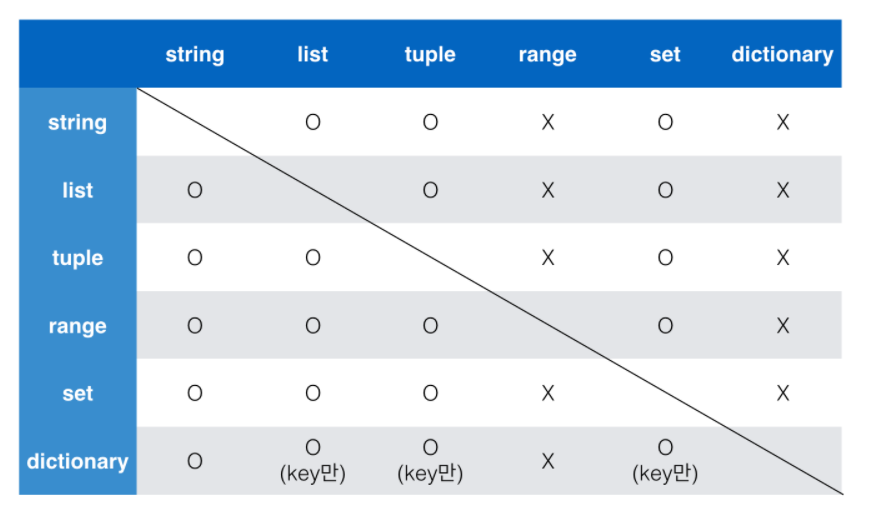 string list tuple range set dictionary
string O O X O X
list O O X O X
tuple O O X O X
range O O O O X
set O O O X X
dictionary O O O X O
(key만) (key만) (key만)